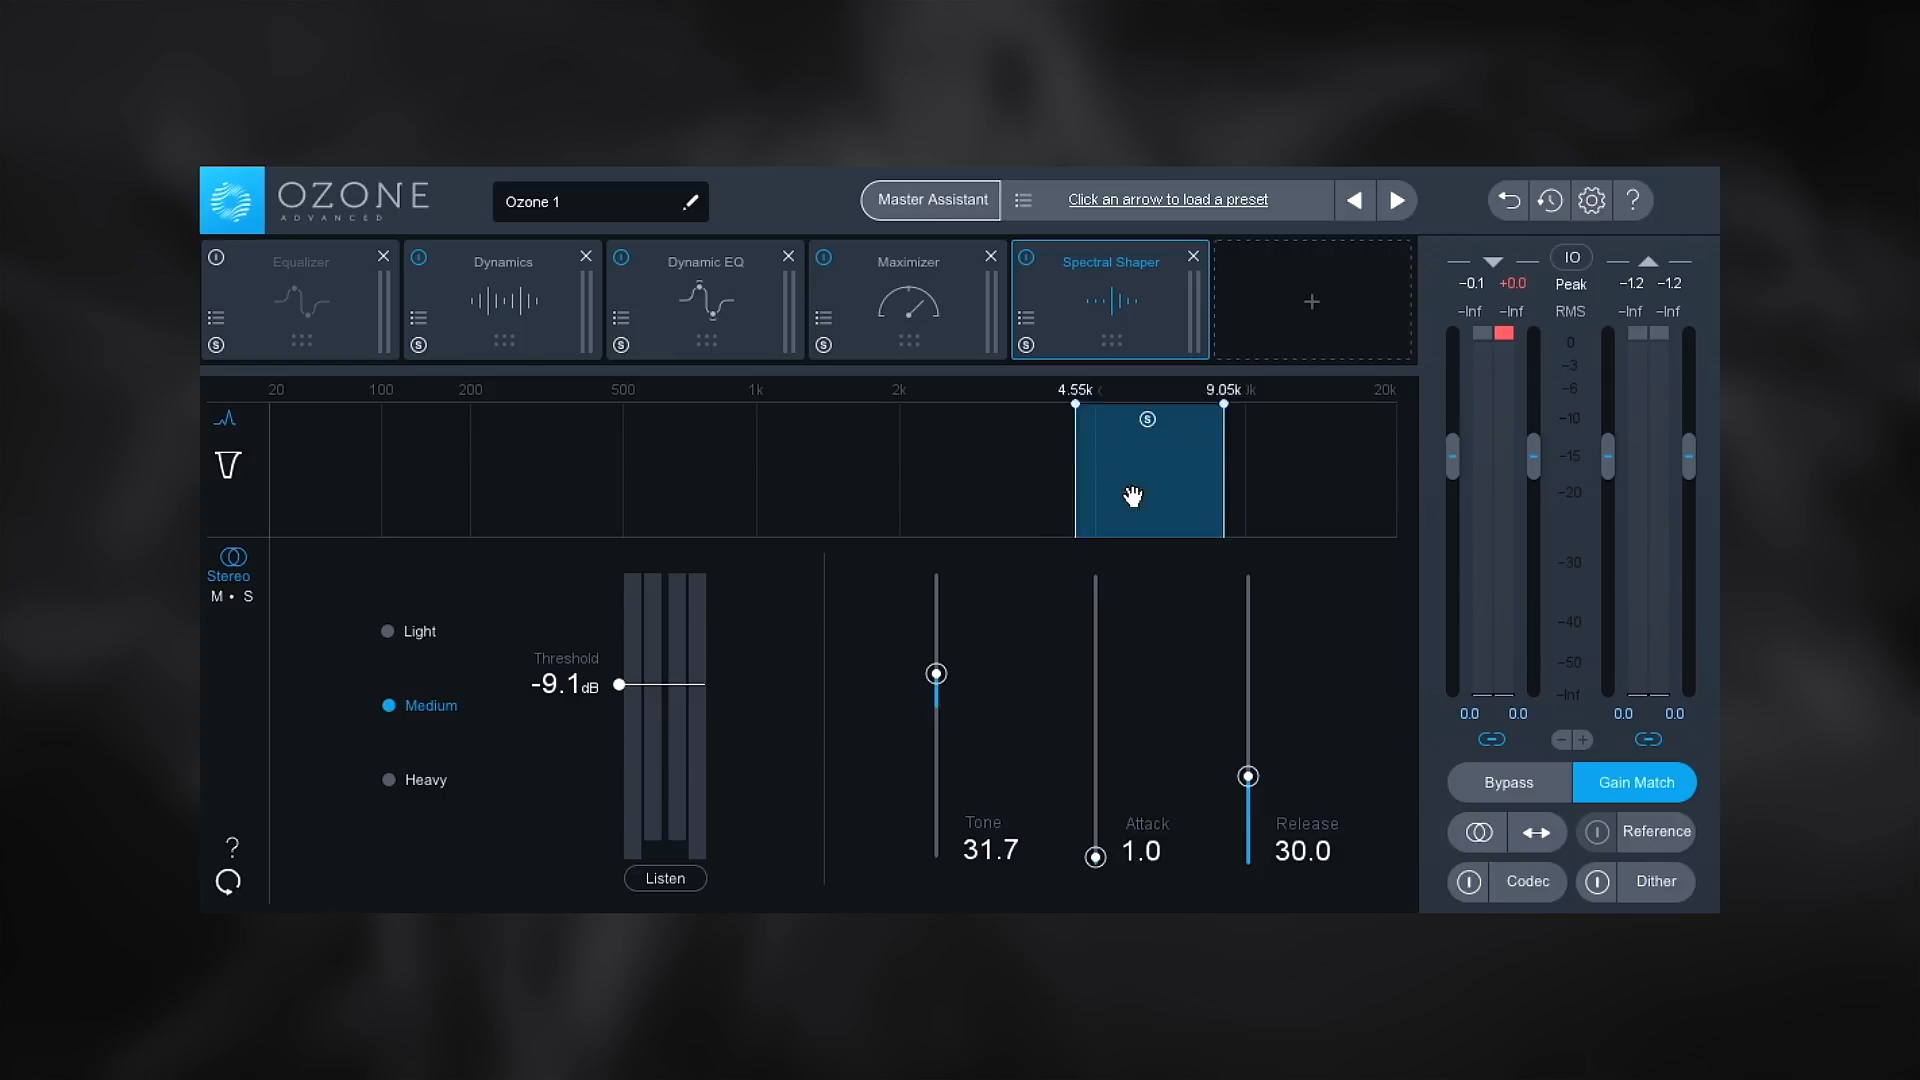 OZONE
ADVANCED
Ozone 1
Master Assistant
Click an arrow to load a preset
?
Equalizer
Dynamics
Dynamic EQ
Maximizer
Spectral Shaper
+
S
S
S
S
S
IO
-0.1 +0.0 Peak -1.2 -1.2
-Inf -Inf RMS -Inf -Inf
20 100 200 500 1k 2k 4.55k 9.05k 20k
S
0
-3
-6
-10
-15
-20
-30
-40
-50
-Inf
0.0 0.0 0.0 0.0
Stereo
M • S
Light
Medium
Heavy
Threshold
-9.1dB
Listen
Tone
31.7
Attack
1.0
Release
30.0
?
Bypass
Gain Match
Reference
Codec
Dither